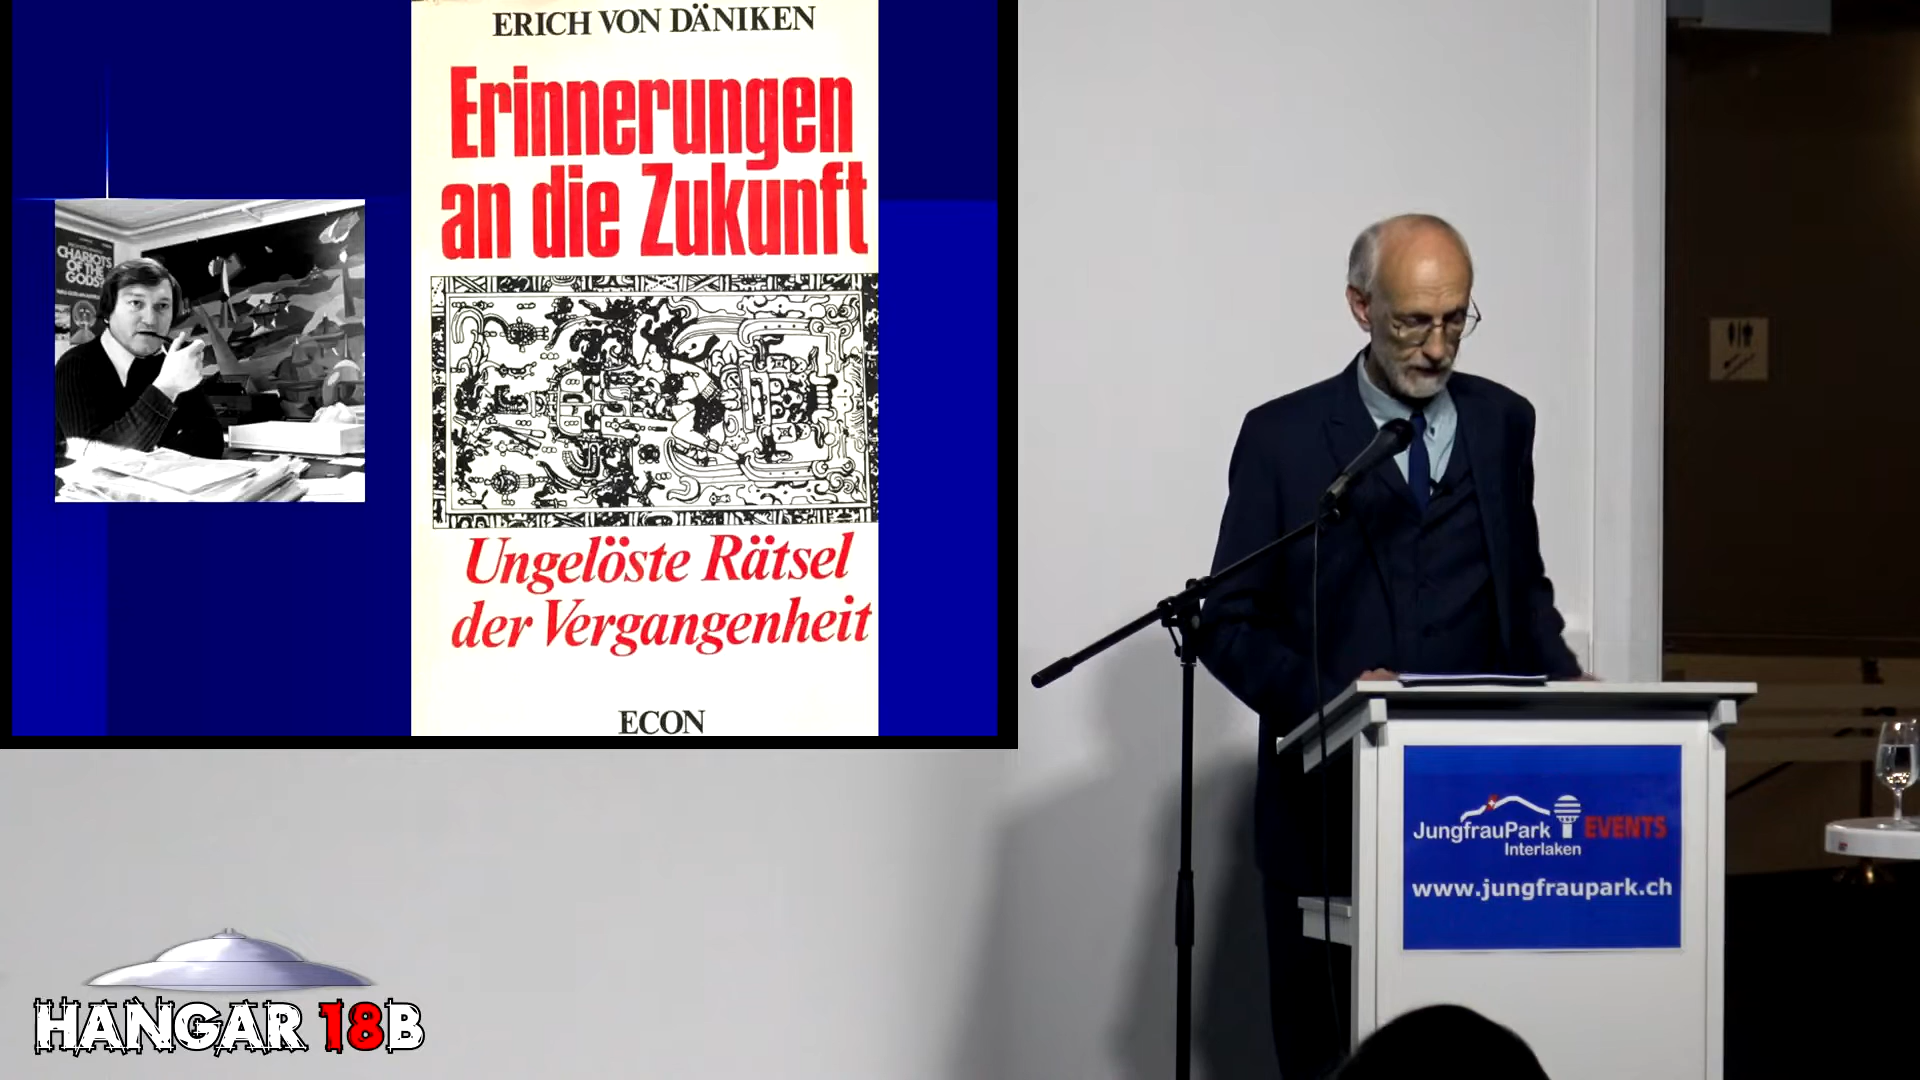 ERICH VON DÄNIKEN
Erinnerungen
an die Zukunft
CHARIOTS
OF THE
GODS?
Ungelöste Rätsel
der Vergangenheit
ECON
JungfrauPark EVENTS
Interlaken
www.jungfraupark.ch
HANGAR 18B